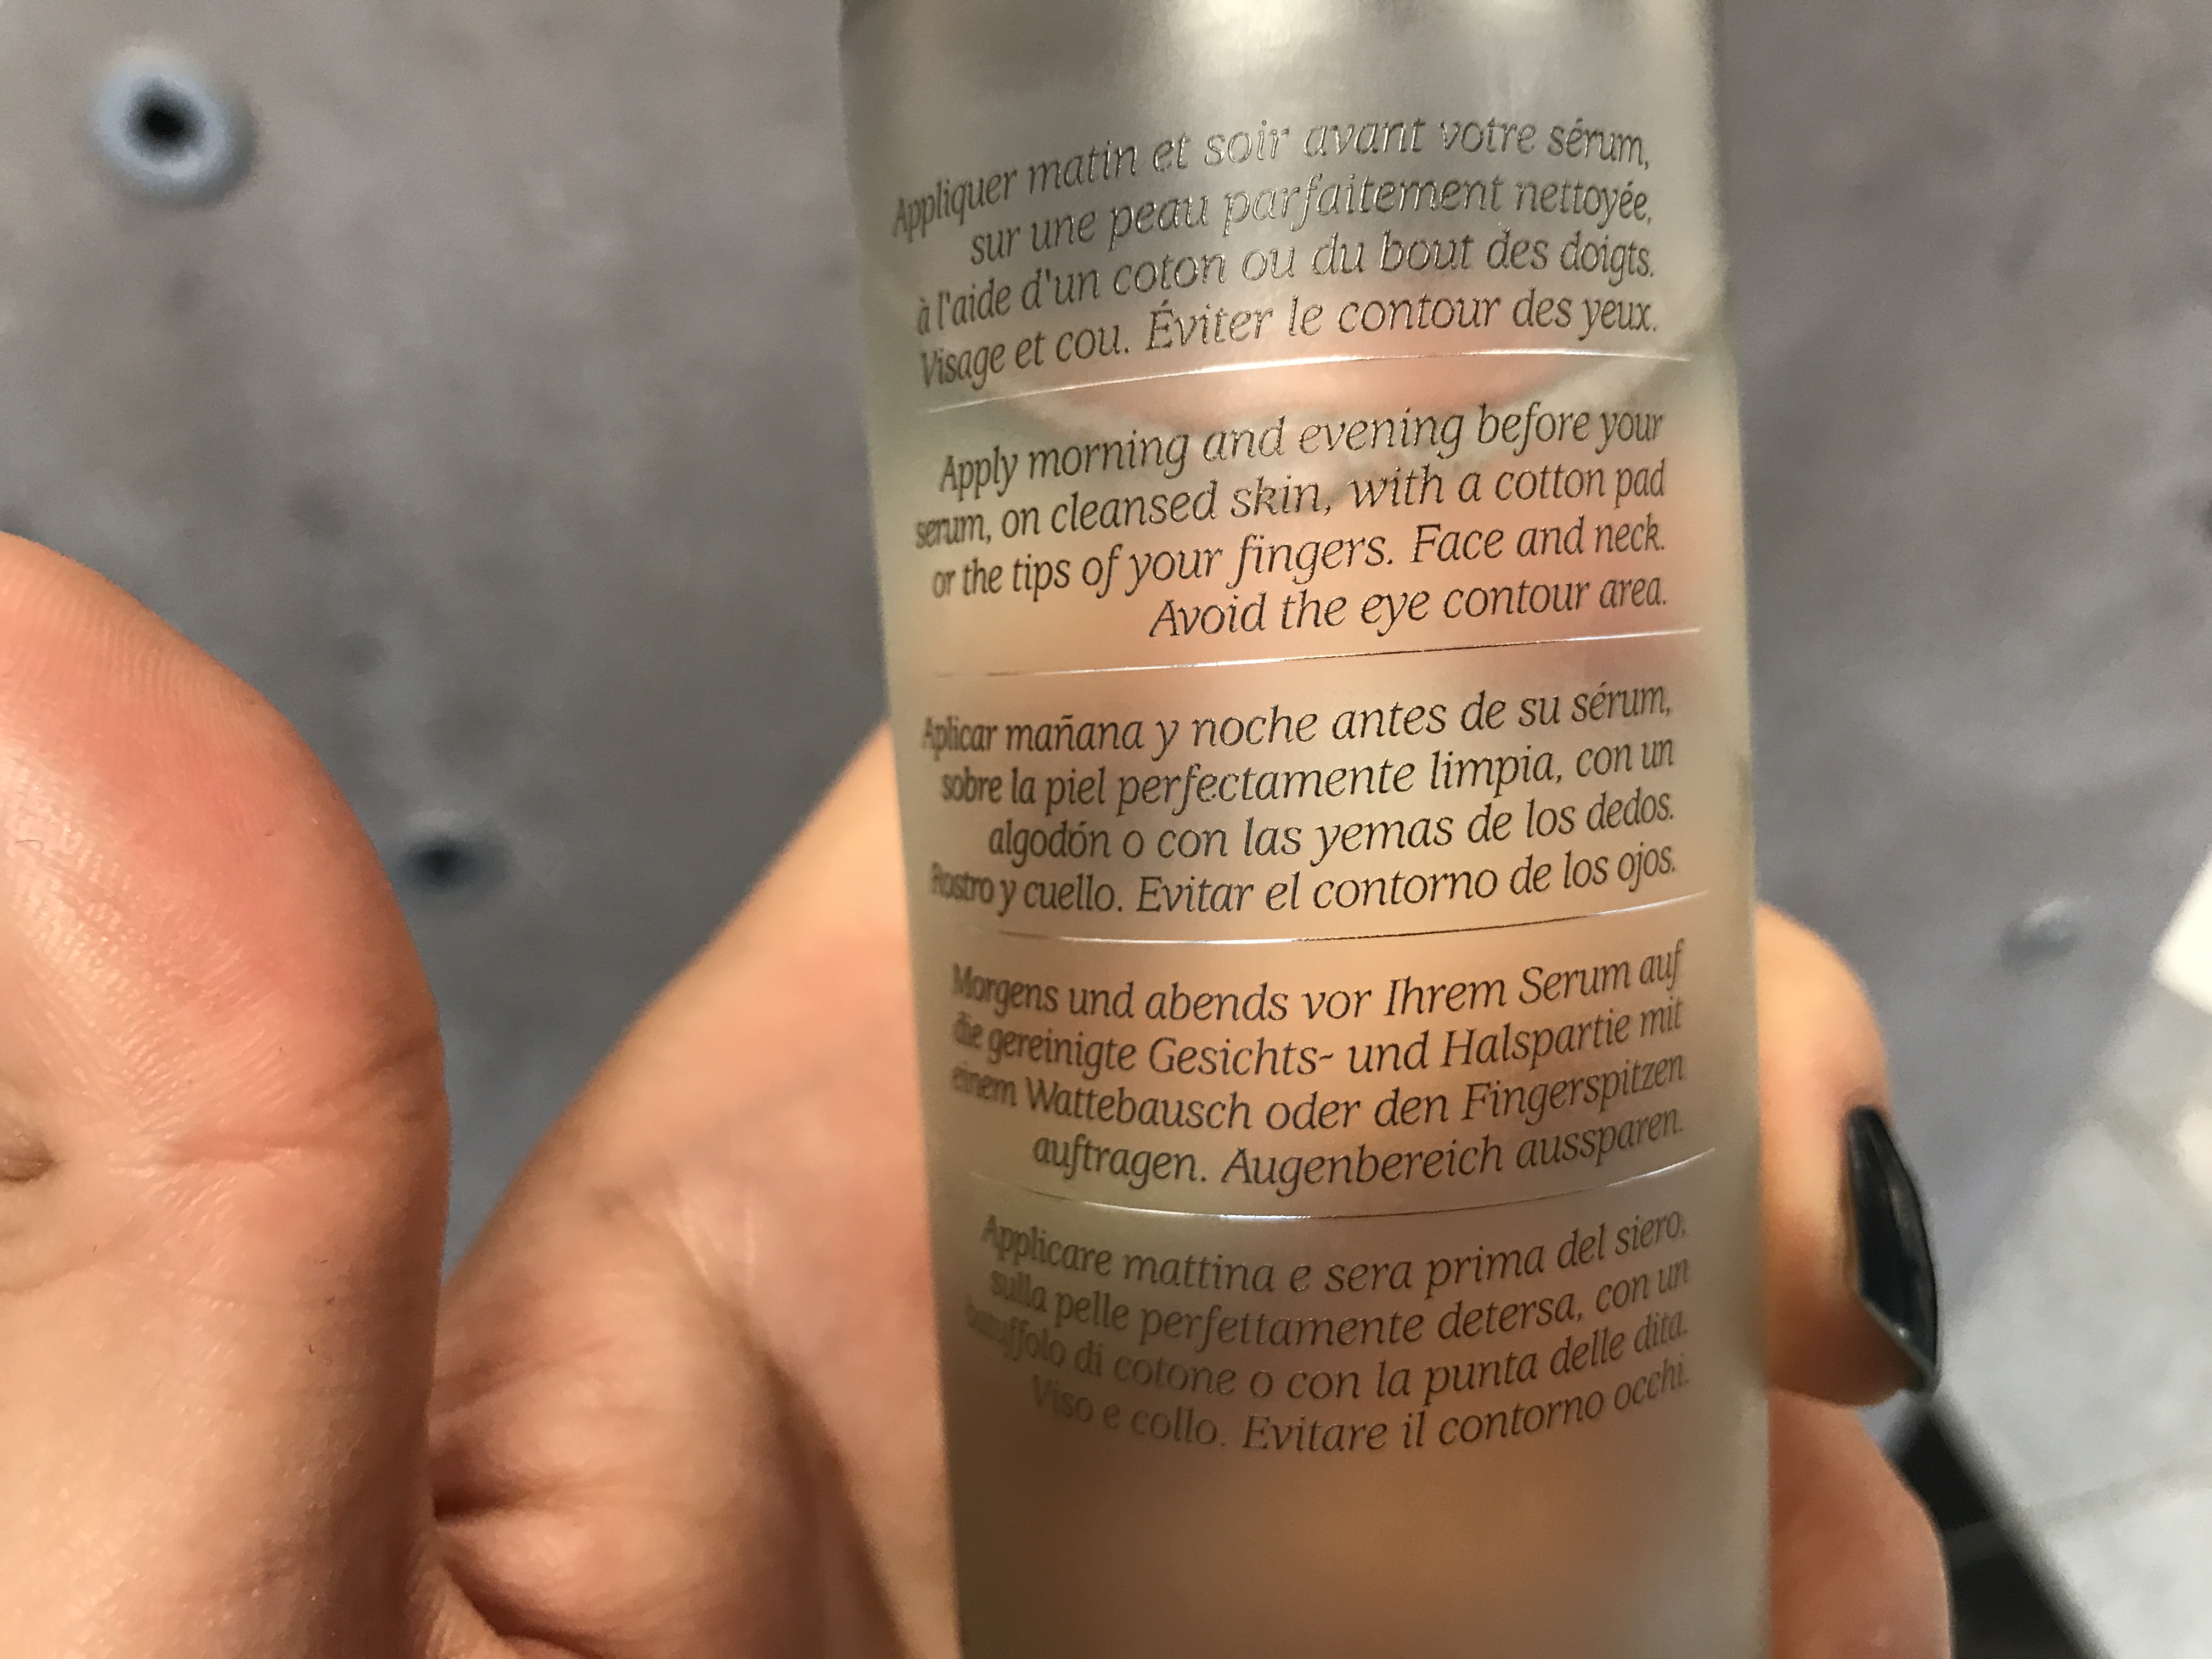 Appliquer matin et soir avant votre sérum,
sur une peau parfaitement nettoyée,
à l'aide d'un coton ou du bout des doigts.
Visage et cou. Éviter le contour des yeux.
Apply morning and evening before your
serum, on cleansed skin, with a cotton pad
or the tips of your fingers. Face and neck.
Avoid the eye contour area.
Aplicar mañana y noche antes de su sérum,
sobre la piel perfectamente limpia, con un
algodón o con las yemas de los dedos.
Rostro y cuello. Evitar el contorno de los ojos.
Morgens und abends vor Ihrem Serum auf
die gereinigte Gesichts- und Halspartie mit
einem Wattebausch oder den Fingerspitzen
auftragen. Augenbereich aussparen.
Applicare mattina e sera prima del siero,
sulla pelle perfettamente detersa, con un
batuffolo di cotone o con la punta delle dita.
Viso e collo. Evitare il contorno occhi.